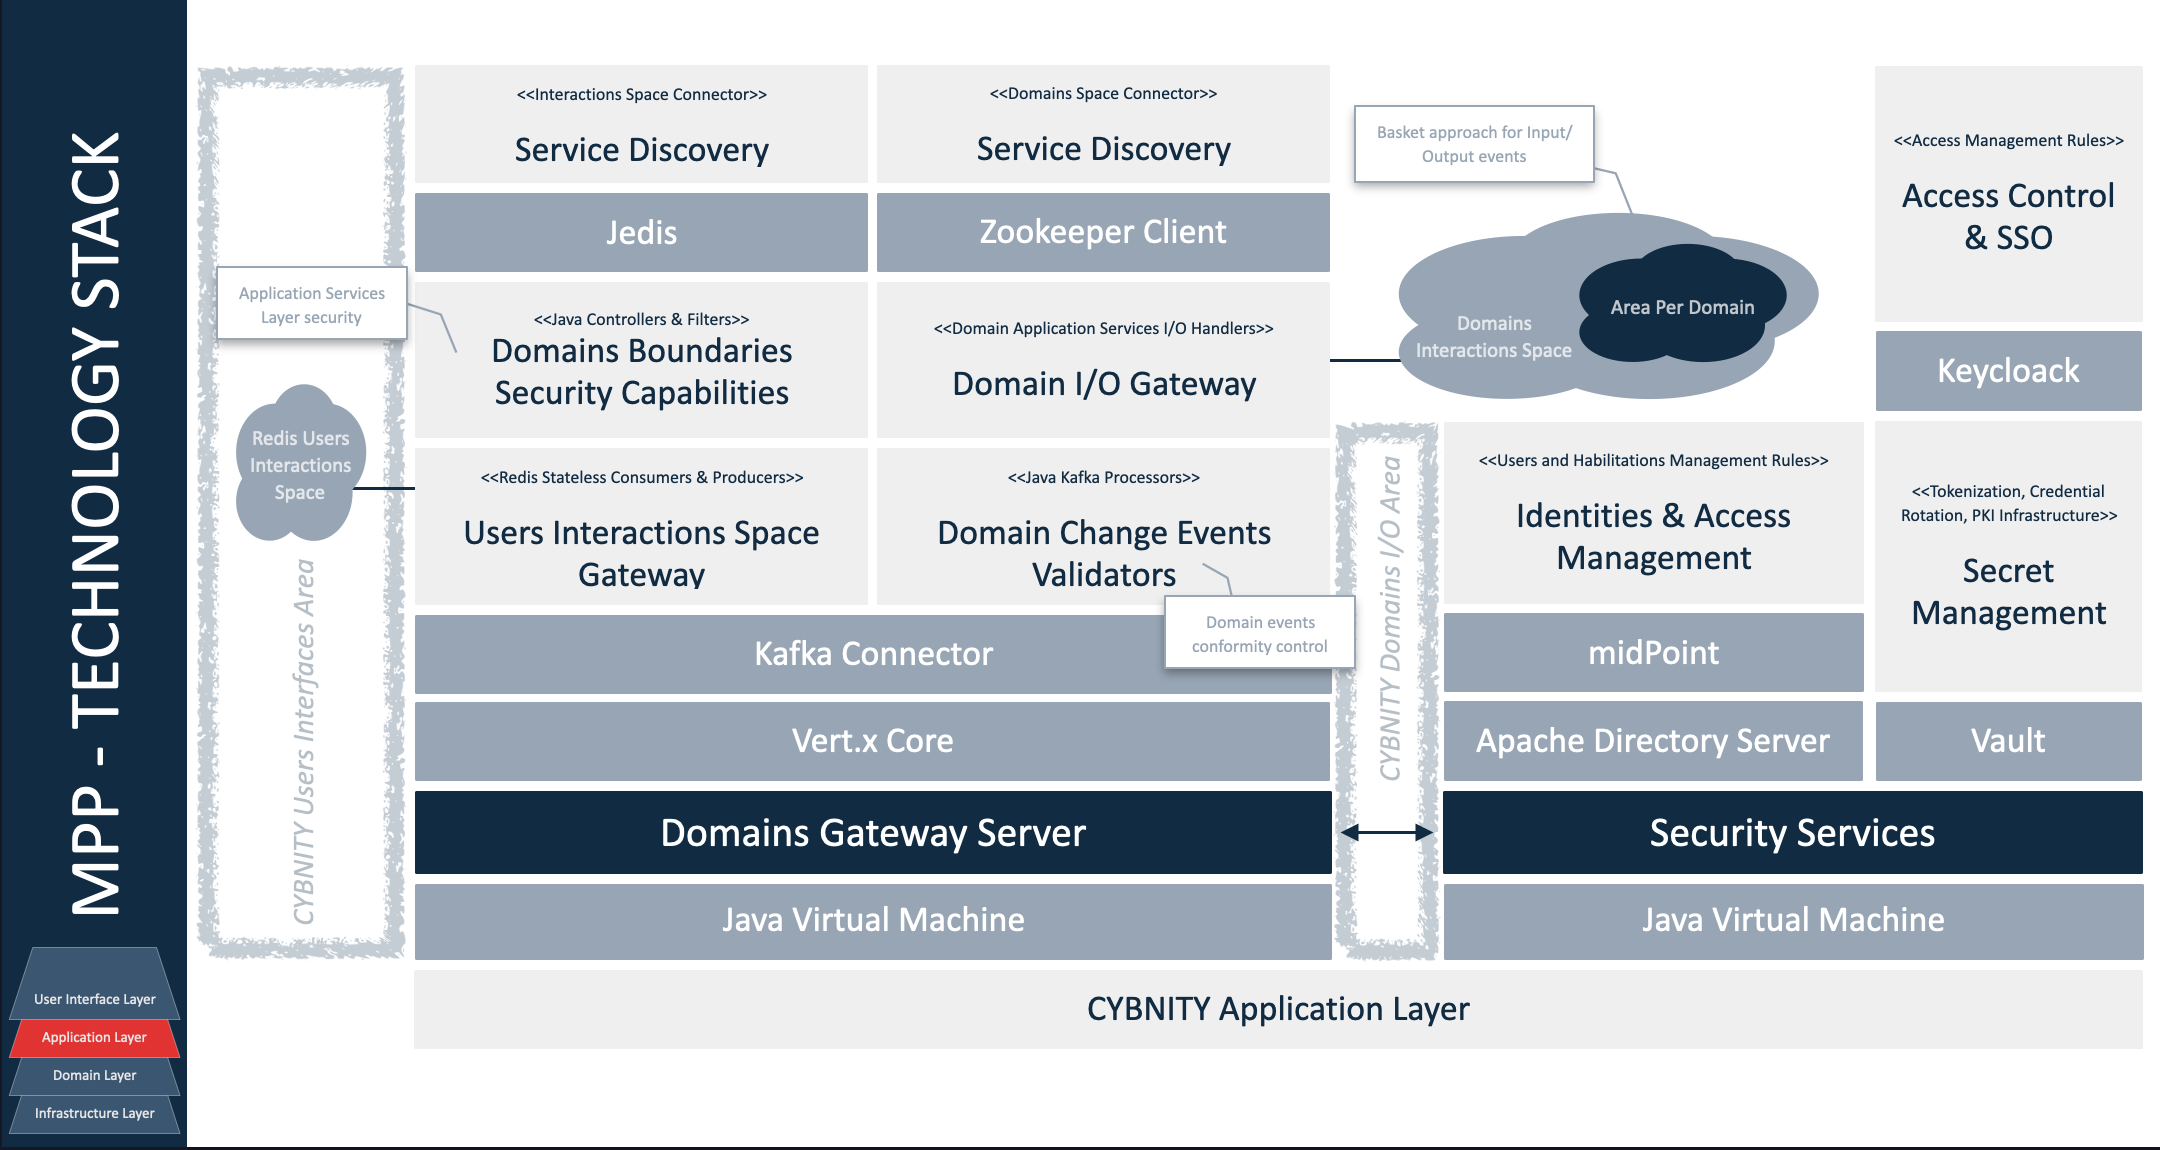 MPP - TECHNOLOGY STACK
User Interface Layer
Application Layer
Domain Layer
Infrastructure Layer
Application Services
Layer security
Redis Users
Interactions
Space
CYBNITY Users Interfaces Area
<<Interactions Space Connector>>
Service Discovery
Jedis
<<Java Controllers & Filters>>
Domains Boundaries
Security Capabilities
<<Redis Stateless Consumers & Producers>>
Users Interactions Space
Gateway
<<Domains Space Connector>>
Service Discovery
Zookeeper Client
<<Domain Application Services I/O Handlers>>
Domain I/O Gateway
<<Java Kafka Processors>>
Domain Change Events
Validators
Domain events
conformity control
Kafka Connector
Vert.x Core
Domains Gateway Server
Java Virtual Machine
Basket approach for Input/
Output events
Domains
Interactions Space
Area Per Domain
CYBNITY Domains I/O Area
<<Users and Habilitations Management Rules>>
Identities & Access
Management
midPoint
Apache Directory Server
<<Access Management Rules>>
Access Control
& SSO
Keycloack
<<Tokenization, Credential
Rotation, PKI Infrastructure>>
Secret
Management
Vault
Security Services
Java Virtual Machine
CYBNITY Application Layer